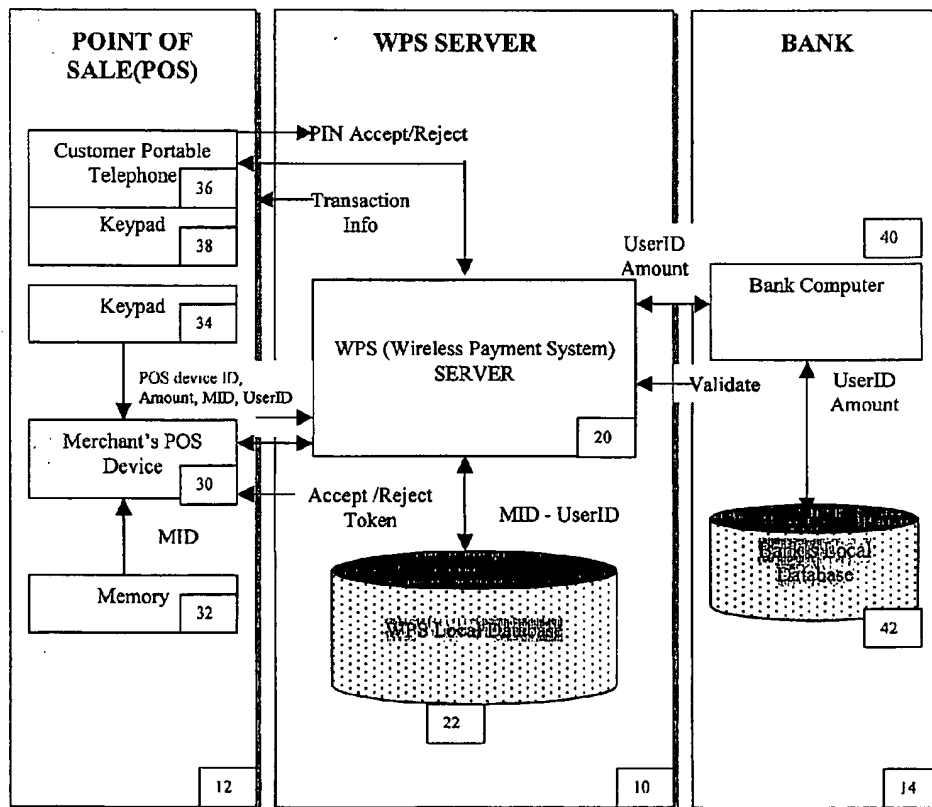 POINT OF
SALE(POS)
WPS SERVER
BANK
PIN Accept/Reject
Customer Portable
Telephone
36
Keypad
38
Transaction
Info
Keypad
34
UserID
Amount
40
Bank Computer
WPS (Wireless Payment System)
SERVER
20
POS device ID,
Amount, MID, UserID
Validate
UserID
Amount
Merchant's POS
Device
30
Accept /Reject
Token
MID - UserID
MID
Memory
32
WPS Local Database
22
Bank's Local
Database
42
12
10
14